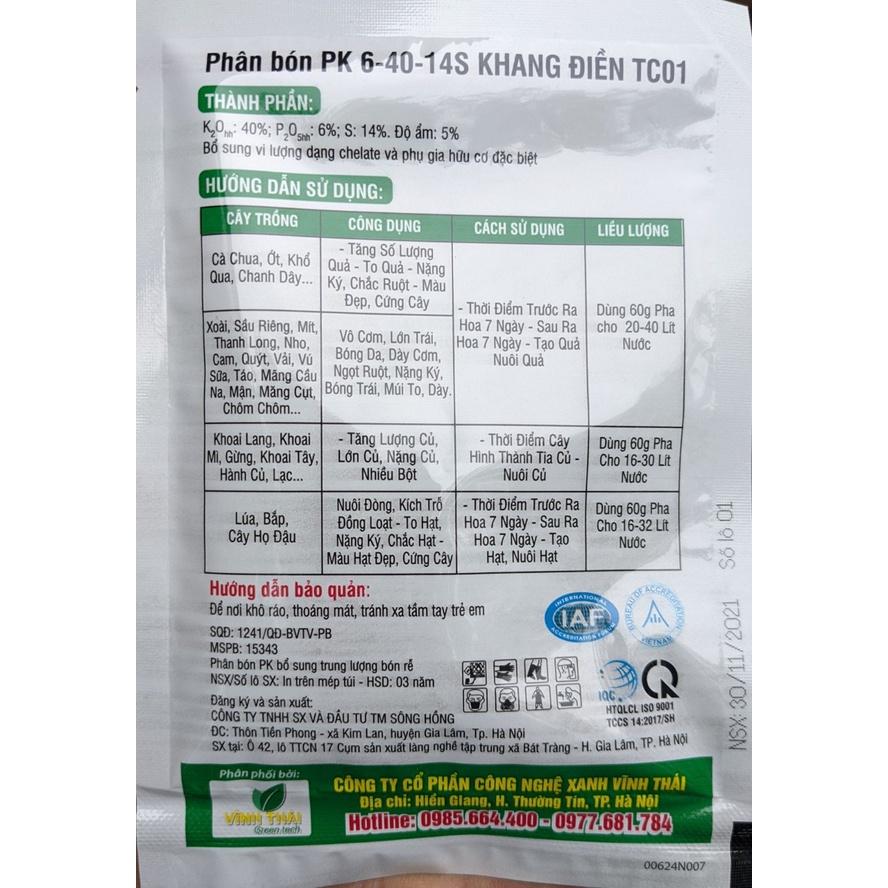 Phân bón PK 6-40-14S KHANG ĐIỀN TC01
THÀNH PHẦN:
K₂Ohh: 40%; P₂O₅hh: 6%; S: 14%. Độ ẩm: 5%
Bổ sung vi lượng dạng chelate và phụ gia hữu cơ đặc biệt
HƯỚNG DẪN SỬ DỤNG:
CÂY TRỒNG
CÔNG DỤNG
CÁCH SỬ DỤNG
LIỀU LƯỢNG
Cà Chua, Ớt, Khổ
Qua, Chanh Dây...
- Tăng Số Lượng
Quả - To Quả - Nặng
Ký, Chắc Ruột - Màu
Đẹp, Cứng Cây
- Thời Điểm Trước Ra
Hoa 7 Ngày - Sau Ra
Hoa 7 Ngày - Tạo Quả
Nuôi Quả
Dùng 60g Pha
cho 20-40 Lít
Nước
Xoài, Sầu Riêng, Mít,
Thanh Long, Nho,
Cam, Quýt, Vải, Vú
Sữa, Táo, Mãng Cầu
Na, Mận, Măng Cụt,
Chôm Chôm...
Vô Cơm, Lớn Trái,
Bóng Da, Dày Cơm,
Ngọt Ruột, Nặng Ký,
Bóng Trái, Múi To, Dày.
Khoai Lang, Khoai
Mì, Gừng, Khoai Tây,
Hành Củ, Lạc...
- Tăng Lượng Củ,
Lớn Củ, Nặng Củ,
Nhiều Bột
- Thời Điểm Cây
Hình Thành Tia Củ -
Nuôi Củ
Dùng 60g Pha
Cho 16-30 Lít
Nước
Lúa, Bắp,
Cây Họ Đậu
Nuôi Đòng, Kích Trỗ
Đồng Loạt - To Hạt,
Nặng Ký, Chắc Hạt -
Màu Hạt Đẹp, Cứng Cây
- Thời Điểm Trước Ra
Hoa 7 Ngày - Sau Ra
Hoa 7 Ngày - Tạo
Hạt, Nuôi Hạt
Dùng 60g Pha
Cho 16-32 Lít
Nước
Hướng dẫn bảo quản:
Để nơi khô ráo, thoáng mát, tránh xa tầm tay trẻ em
SQĐ: 1241/QĐ-BVTV-PB
MSPB: 15343
Phân bón PK bổ sung trung lượng bón rễ
NSX/Số lô SX: In trên mép túi - HSD: 03 năm
Đăng ký và sản xuất:
CÔNG TY TNHH SX VÀ ĐẦU TƯ TM SÔNG HỒNG
ĐC: Thôn Tiền Phong - xã Kim Lan, huyện Gia Lâm, Tp. Hà Nội
SX tại: Ô 42, lô TTCN 17 Cụm sản xuất làng nghề tập trung xã Bát Tràng - H. Gia Lâm, TP. Hà Nội
INTERNATIONAL
IAF
ACCREDITATION FORUM
BUREAU OF ACCREDITATION
VIETNAM
IQC
HTQLCL ISO 9001
TCCS 14:2017/SH
NSX: 30/11/2021 Số lô 01
Phân phối bởi:
VĨNH THÁI
Green tech
CÔNG TY CỔ PHẦN CÔNG NGHỆ XANH VĨNH THÁI
Địa chỉ: Hiền Giang, H. Thường Tín, TP. Hà Nội
Hotline: 0985.664.400 - 0977.681.784
00624N007